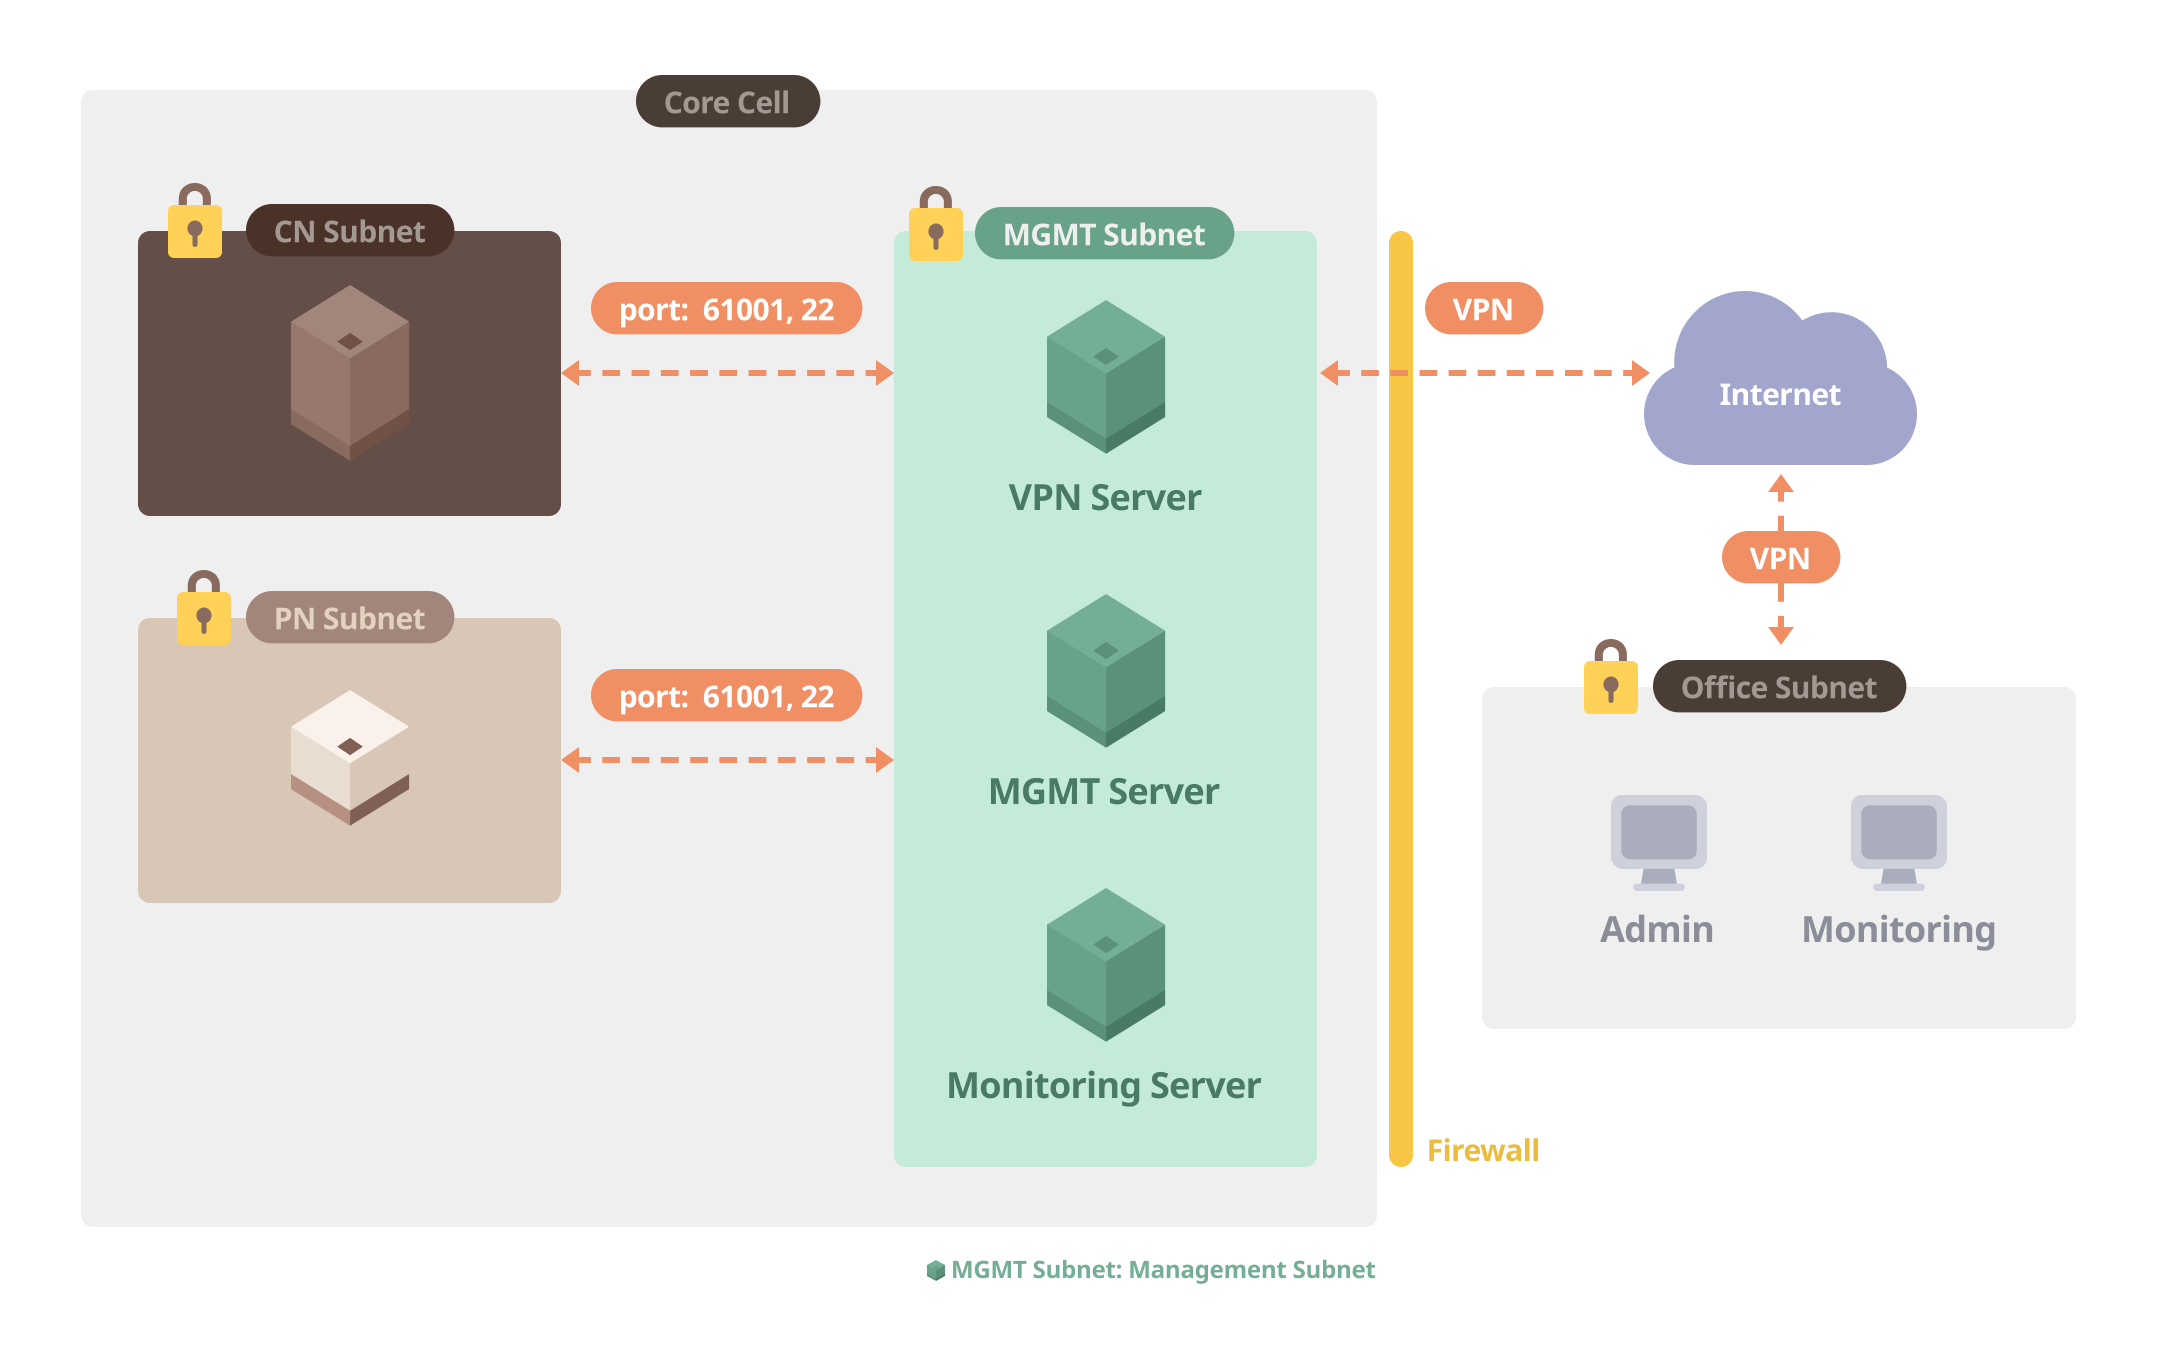 Core Cell
CN Subnet
MGMT Subnet
port: 61001, 22
VPN
Internet
VPN Server
VPN
PN Subnet
port: 61001, 22
Office Subnet
MGMT Server
Admin
Monitoring
Monitoring Server
Firewall
MGMT Subnet: Management Subnet